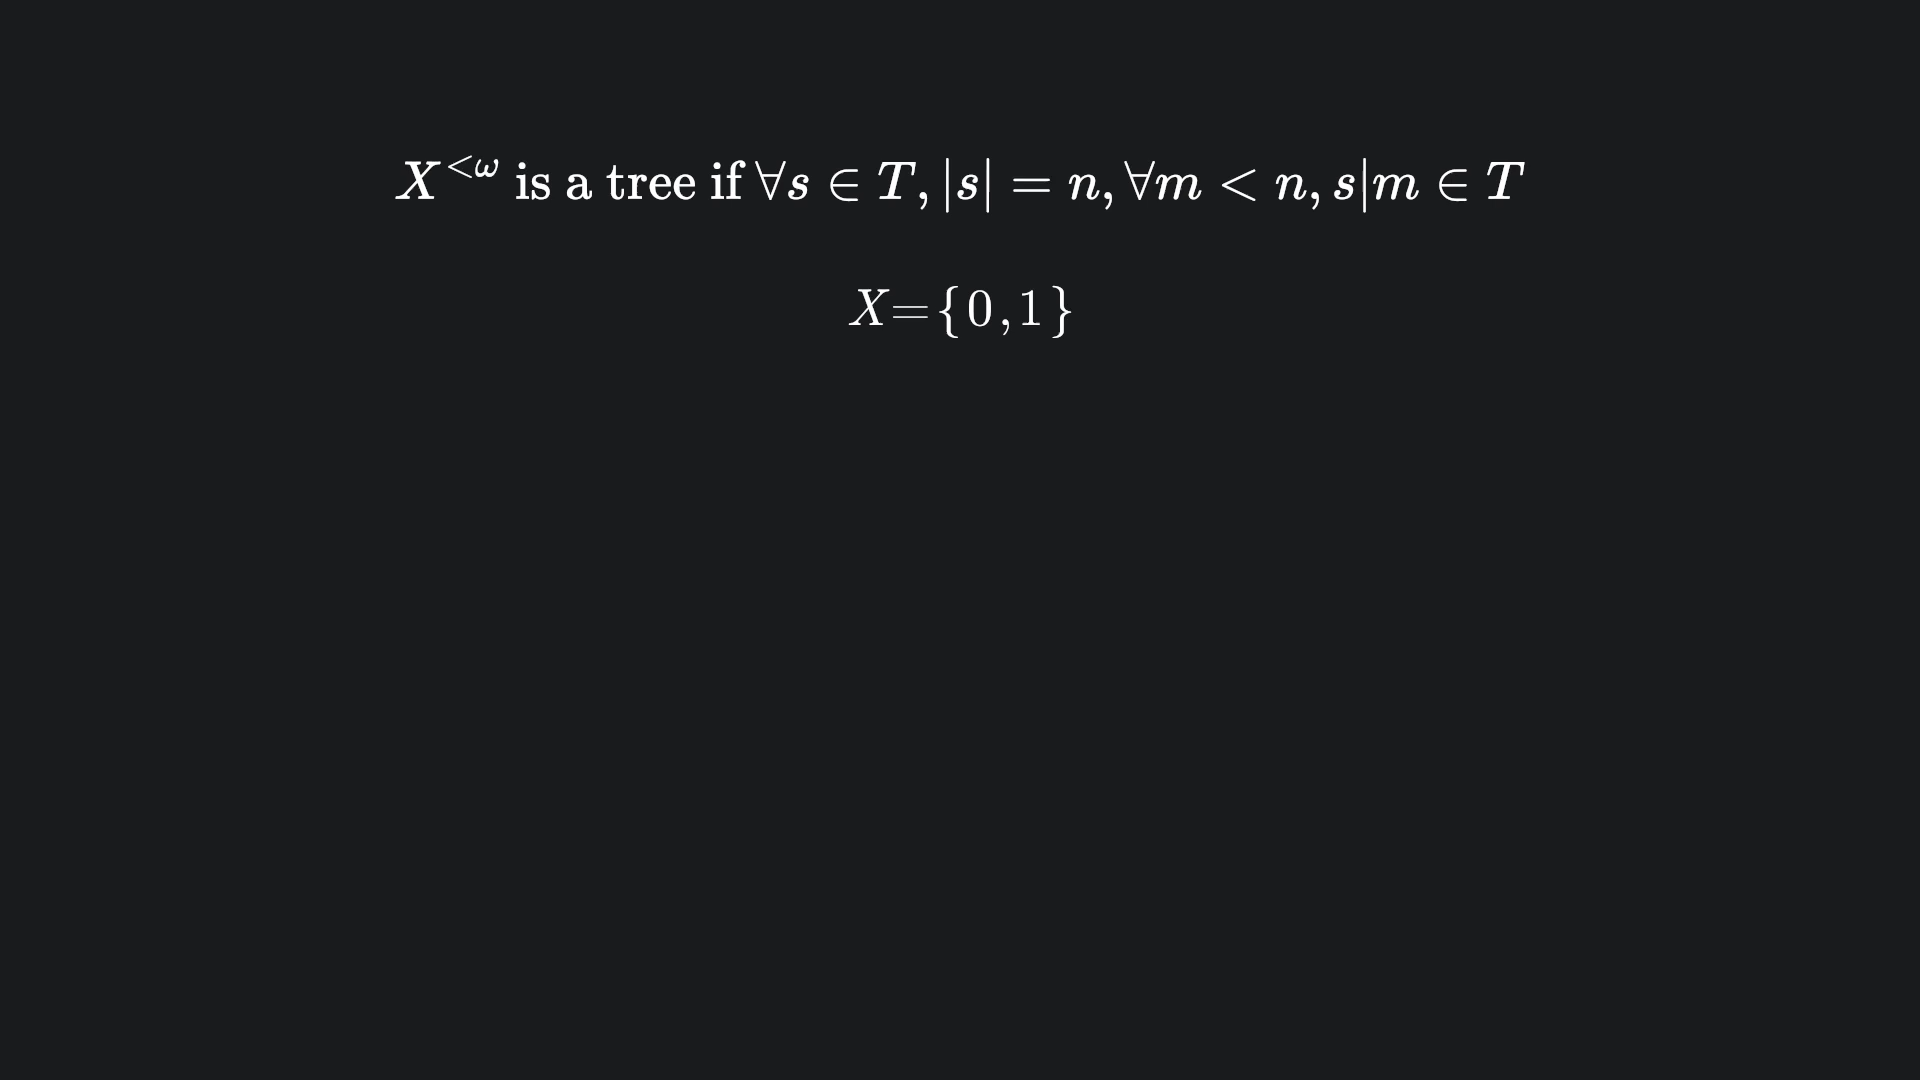 X^{<ω} is a tree if ∀s ∈ T, |s| = n, ∀m < n, s|m ∈ T
X={0,1}